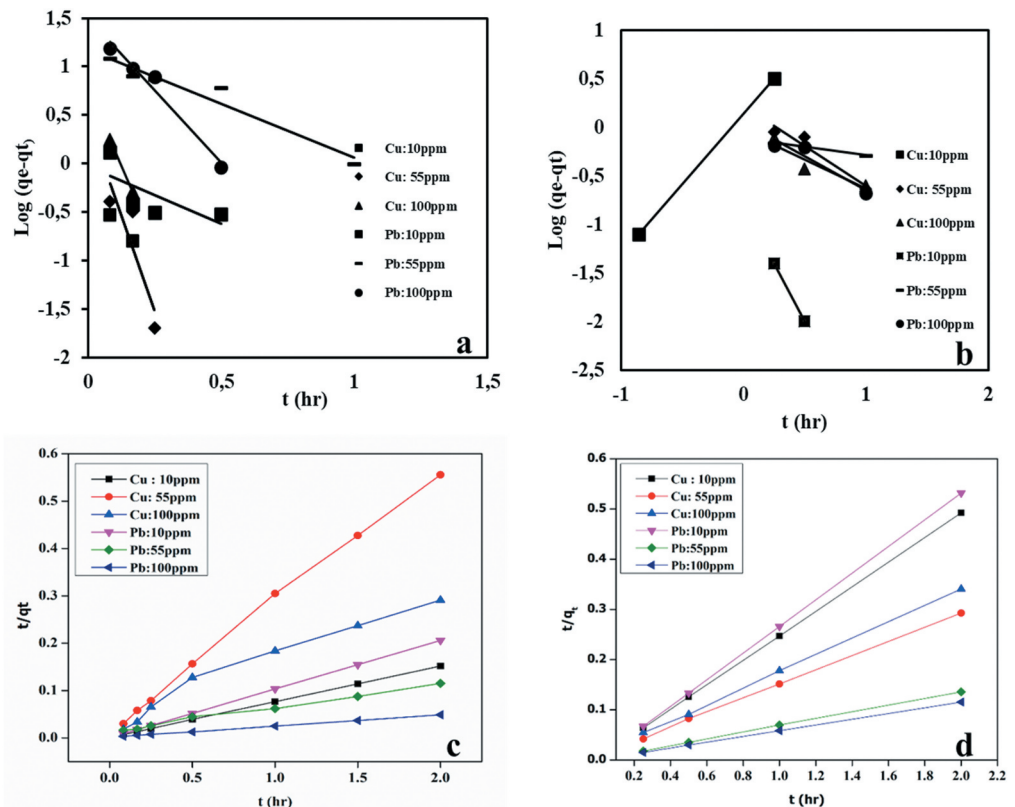 1,5
1
0,5
0
-0,5
-1
-1,5
-2
Log (qe-qt)
0
0,5
1
1,5
t (hr)
Cu:10ppm
Cu: 55ppm
Cu: 100ppm
Pb:10ppm
Pb:55ppm
Pb:100ppm
a
1
0,5
0
-0,5
-1
-1,5
-2
-2,5
Log (qe-qt)
-1
0
1
2
t (hr)
Cu:10ppm
Cu: 55ppm
Cu: 100ppm
Pb:10ppm
Pb:55ppm
Pb:100ppm
b
0.6
0.5
0.4
0.3
0.2
0.1
0.0
t/qt
0.0
0.5
1.0
1.5
2.0
t (hr)
Cu : 10ppm
Cu: 55ppm
Cu:100ppm
Pb:10ppm
Pb:55ppm
Pb:100ppm
c
0.6
0.5
0.4
0.3
0.2
0.1
0.0
t/qt
0.2
0.4
0.6
0.8
1.0
1.2
1.4
1.6
1.8
2.0
2.2
t (hr)
Cu : 10ppm
Cu: 55ppm
Cu:100ppm
Pb:10ppm
Pb:55ppm
Pb:100ppm
d